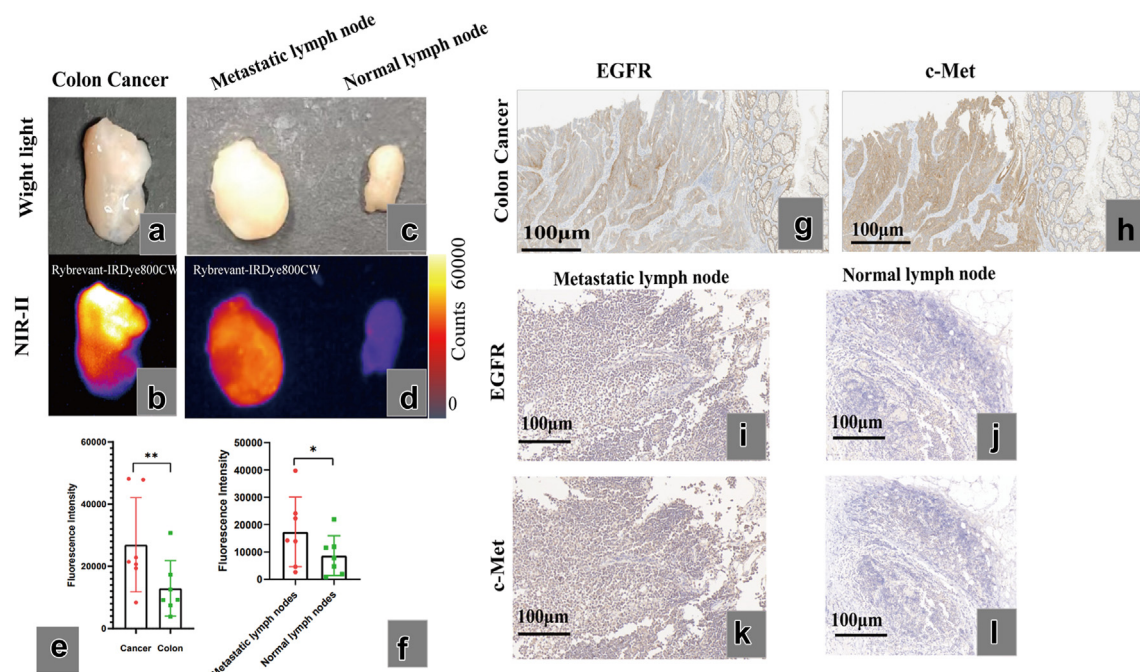 Colon Cancer
Metastatic lymph node
Normal lymph node
Wight light
a
c
NIR-II
Rybrevant-IRDye800CW
b
Rybrevant-IRDye800CW
d
60000
Counts
0
EGFR
c-Met
Colon Cancer
100μm
g
100μm
h
Metastatic lymph node
Normal lymph node
EGFR
100μm
i
100μm
j
c-Met
100μm
k
100μm
l
Fluorescence Intensity
60000
40000
20000
0
**
Cancer
Colon
e
Fluorescence Intensity
50000
40000
30000
20000
10000
0
*
Metastatic lymph nodes
Normal lymph nodes
f